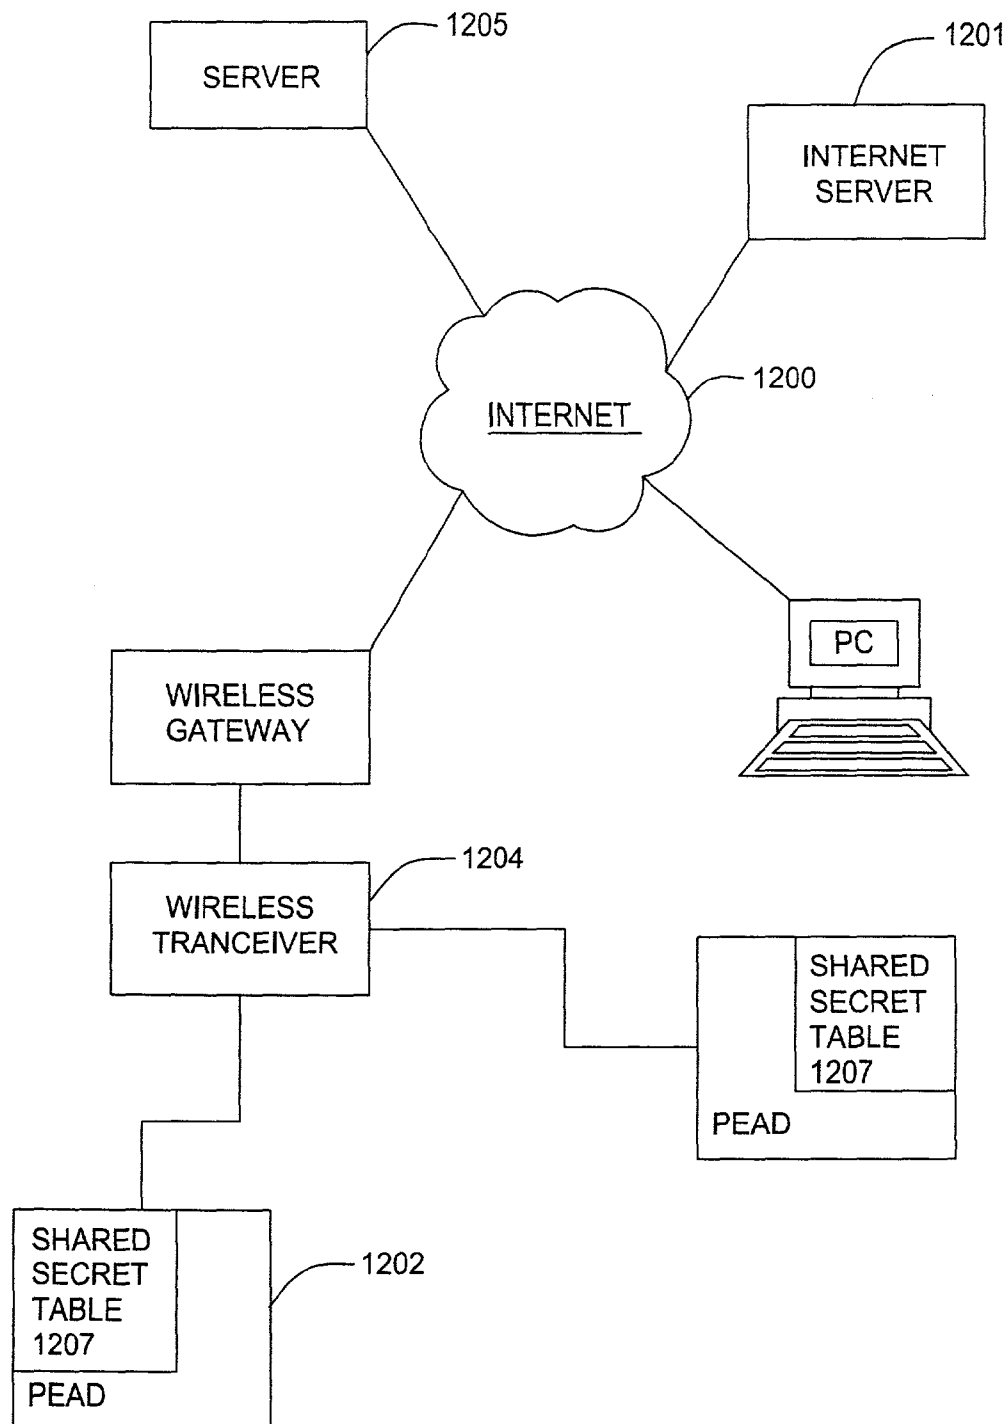 1205
1201
SERVER
INTERNET
SERVER
1200
INTERNET
PC
WIRELESS
GATEWAY
1204
WIRELESS
TRANCEIVER
SHARED
SECRET
TABLE
1207
PEAD
SHARED
SECRET
TABLE
1207
PEAD
1202